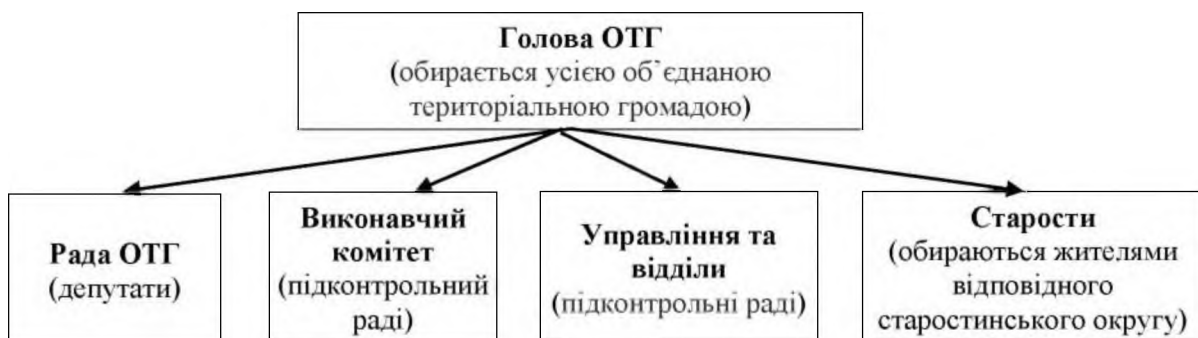 Голова ОТГ
(обирається усією об`єднаною
територіальною громадою)
Рада ОТГ
(депутати)
Виконавчий
комітет
(підконтрольний
раді)
Управління та
відділи
(підконтрольні раді)
Старости
(обираються жителями
відповідного
старостинського округу)